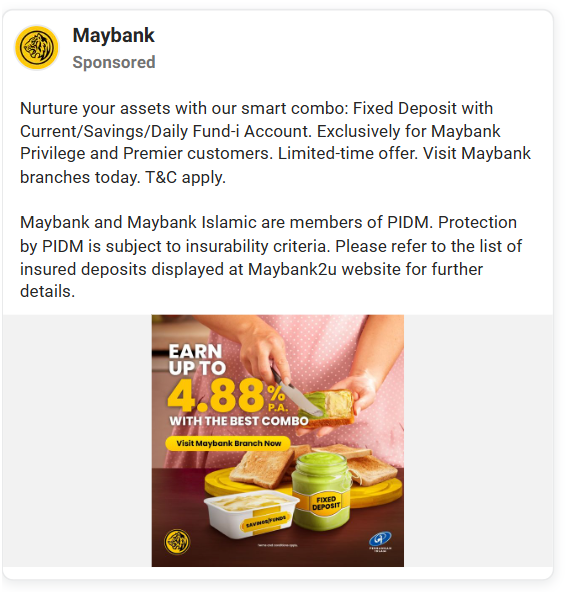 Maybank
Sponsored
Nurture your assets with our smart combo: Fixed Deposit with
Current/Savings/Daily Fund-i Account. Exclusively for Maybank
Privilege and Premier customers. Limited-time offer. Visit Maybank
branches today. T&C apply.
Maybank and Maybank Islamic are members of PIDM. Protection
by PIDM is subject to insurability criteria. Please refer to the list of
insured deposits displayed at Maybank2u website for further
details.
EARN
UP TO
4.88%
P.A.
WITH THE BEST COMBO
Visit Maybank Branch Now
FIXED
DEPOSIT
SAVINGS/FUNDS
Terms and conditions apply.